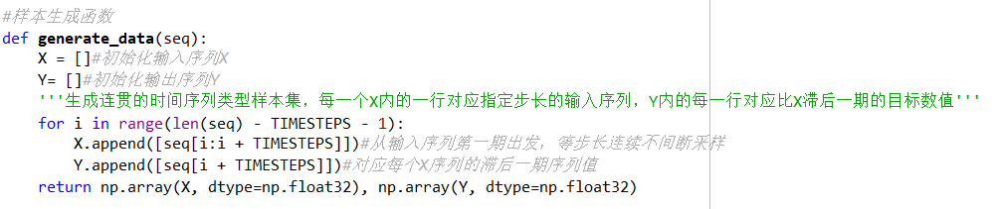 #样本生成函数
def generate_data(seq):
    X = []#初始化输入序列X
    Y= []#初始化输出序列Y
    '''生成连贯的时间序列类型样本集，每一个X内的一行对应指定步长的输入序列，Y内的每一行对应比X滞后一期的目标数值'''
    for i in range(len(seq) - TIMESTEPS - 1):
        X.append([seq[i:i + TIMESTEPS]])#从输入序列第一期出发，等步长连续不间断采样
        Y.append([seq[i + TIMESTEPS]])#对应每个X序列的滞后一期序列值
    return np.array(X, dtype=np.float32), np.array(Y, dtype=np.float32)